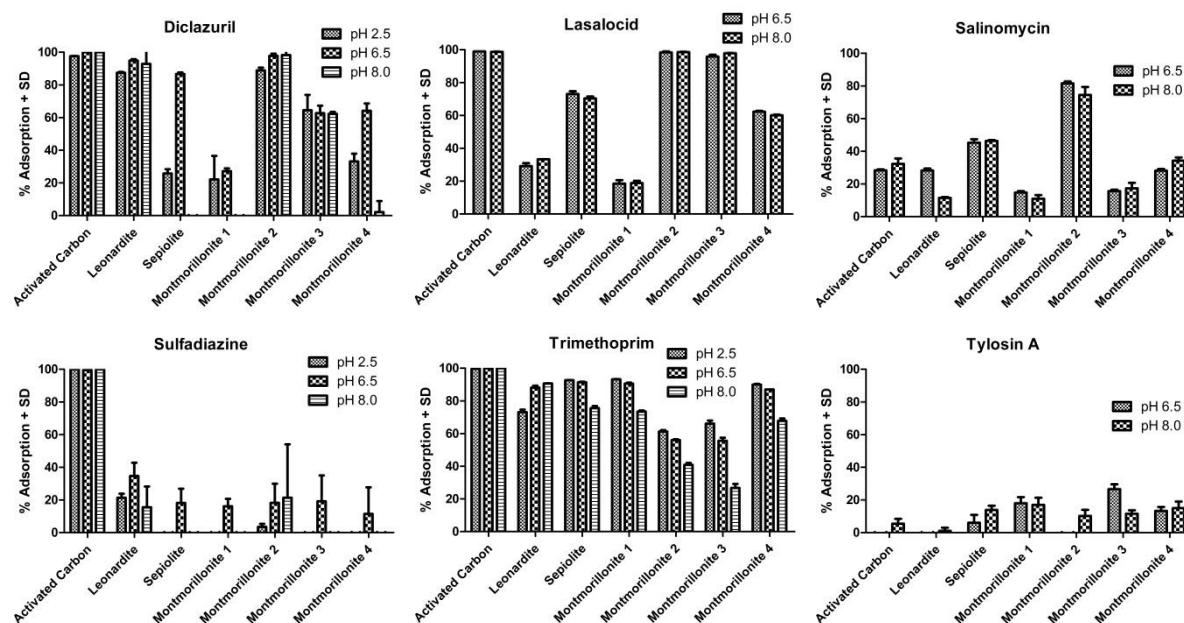 Diclazuril
% Adsorption + SD
100
80
60
40
20
0
pH 2.5
pH 6.5
pH 8.0
Activated Carbon
Leonardite
Sepiolite
Montmorillonite 1
Montmorillonite 2
Montmorillonite 3
Montmorillonite 4
Lasalocid
% Adsorption + SD
100
80
60
40
20
0
pH 6.5
pH 8.0
Activated Carbon
Leonardite
Sepiolite
Montmorillonite 1
Montmorillonite 2
Montmorillonite 3
Montmorillonite 4
Salinomycin
% Adsorption + SD
100
80
60
40
20
0
pH 6.5
pH 8.0
Activated Carbon
Leonardite
Sepiolite
Montmorillonite 1
Montmorillonite 2
Montmorillonite 3
Montmorillonite 4
Sulfadiazine
% Adsorption + SD
100
80
60
40
20
0
pH 2.5
pH 6.5
pH 8.0
Activated Carbon
Leonardite
Sepiolite
Montmorillonite 1
Montmorillonite 2
Montmorillonite 3
Montmorillonite 4
Trimethoprim
% Adsorption + SD
100
80
60
40
20
0
pH 2.5
pH 6.5
pH 8.0
Activated Carbon
Leonardite
Sepiolite
Montmorillonite 1
Montmorillonite 2
Montmorillonite 3
Montmorillonite 4
Tylosin A
% Adsorption + SD
100
80
60
40
20
0
pH 6.5
pH 8.0
Activated Carbon
Leonardite
Sepiolite
Montmorillonite 1
Montmorillonite 2
Montmorillonite 3
Montmorillonite 4